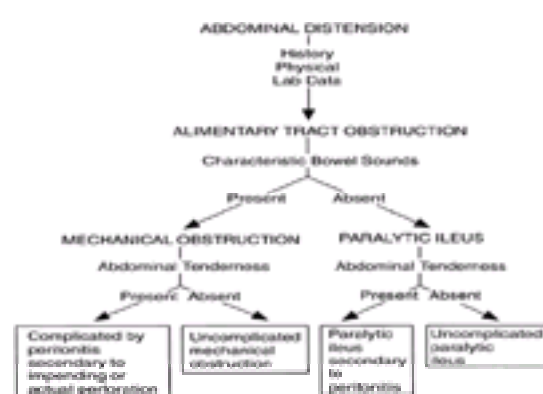 ABDOMINAL DISTENSION
History
Physical
Lab Data
ALIMENTARY TRACT OBSTRUCTION
Characteristic Bowel Sounds
Present Absent
MECHANICAL OBSTRUCTION PARALYTIC ILEUS
Abdominal Tenderness Abdominal Tenderness
Present Absent Present Absent
Complicated by
peritonitis
secondary to
impending or
actual perforation
Uncomplicated
mechanical
obstruction
Paralytic
ileus
secondary
to
peritonitis
Uncomplicated
paralytic
ileus